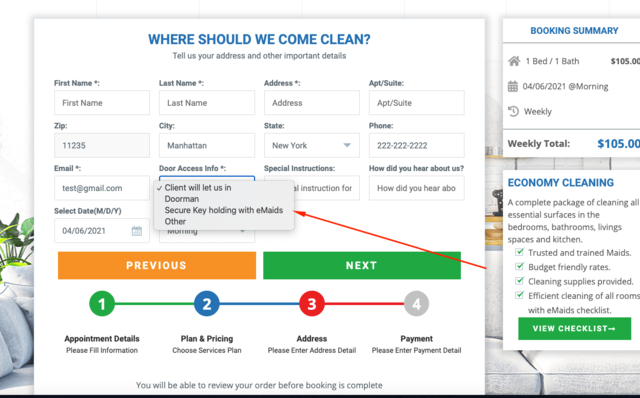 WHERE SHOULD WE COME CLEAN?
Tell us your address and other important details
First Name *:
Last Name *:
Address *:
Apt/Suite:
First Name
Last Name
Address
Apt/Suite
Zip:
City:
State:
Phone:
11235
Manhattan
New York
222-222-2222
Email *:
Door Access Info *:
Special Instructions:
How did you hear about us?
test@gmail.com
✓ Client will let us in
Doorman
Secure Key holding with eMaids
Other
al instruction for
How did you hear abo
Select Date(M/D/Y)
04/06/2021
Morning
PREVIOUS
NEXT
1
2
3
4
Appointment Details
Plan & Pricing
Address
Payment
Please Fill Information
Choose Services Plan
Please Enter Address Detail
Please Enter Payment Detail
You will be able to review your order before booking is complete
BOOKING SUMMARY
1 Bed / 1 Bath
$105.00
04/06/2021 @Morning
Weekly
Weekly Total:
$105.00
ECONOMY CLEANING
A complete package of cleaning all
essential surfaces in the
bedrooms, bathrooms, livings
spaces and kitchen.
Trusted and trained Maids.
Budget friendly rates.
Cleaning supplies provided.
Efficient cleaning of all rooms
with eMaids checklist.
VIEW CHECKLIST→